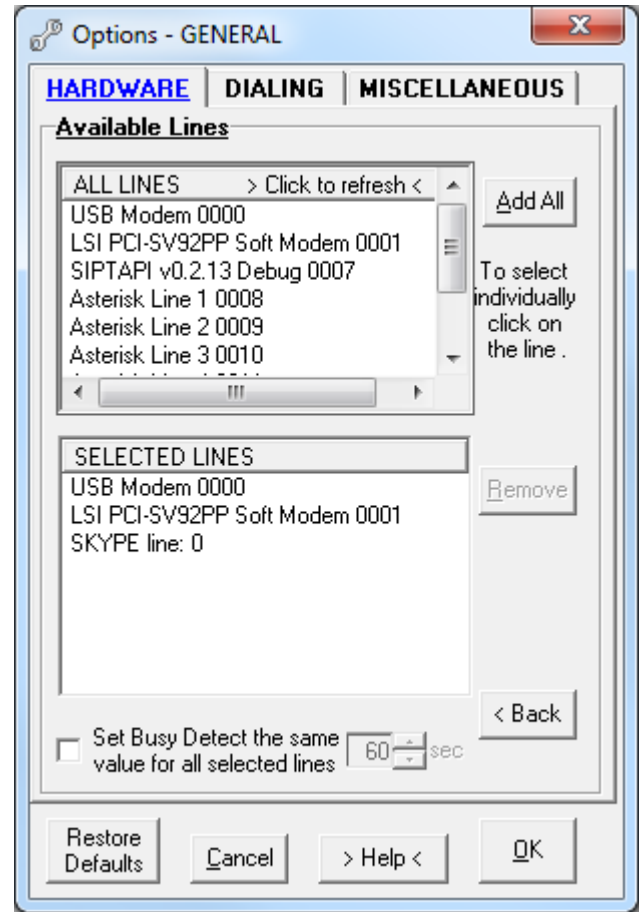 Options - GENERAL
HARDWARE DIALING MISCELLANEOUS
Available Lines
ALL LINES > Click to refresh <
USB Modem 0000
LSI PCI-SV92PP Soft Modem 0001
SIPTAPI v0.2.13 Debug 0007
Asterisk Line 1 0008
Asterisk Line 2 0009
Asterisk Line 3 0010
Add All
To select
individually
click on
the line .
SELECTED LINES
USB Modem 0000
LSI PCI-SV92PP Soft Modem 0001
SKYPE line: 0
Remove
< Back
Set Busy Detect the same
value for all selected lines
60 sec
Restore
Defaults
Cancel
> Help <
OK